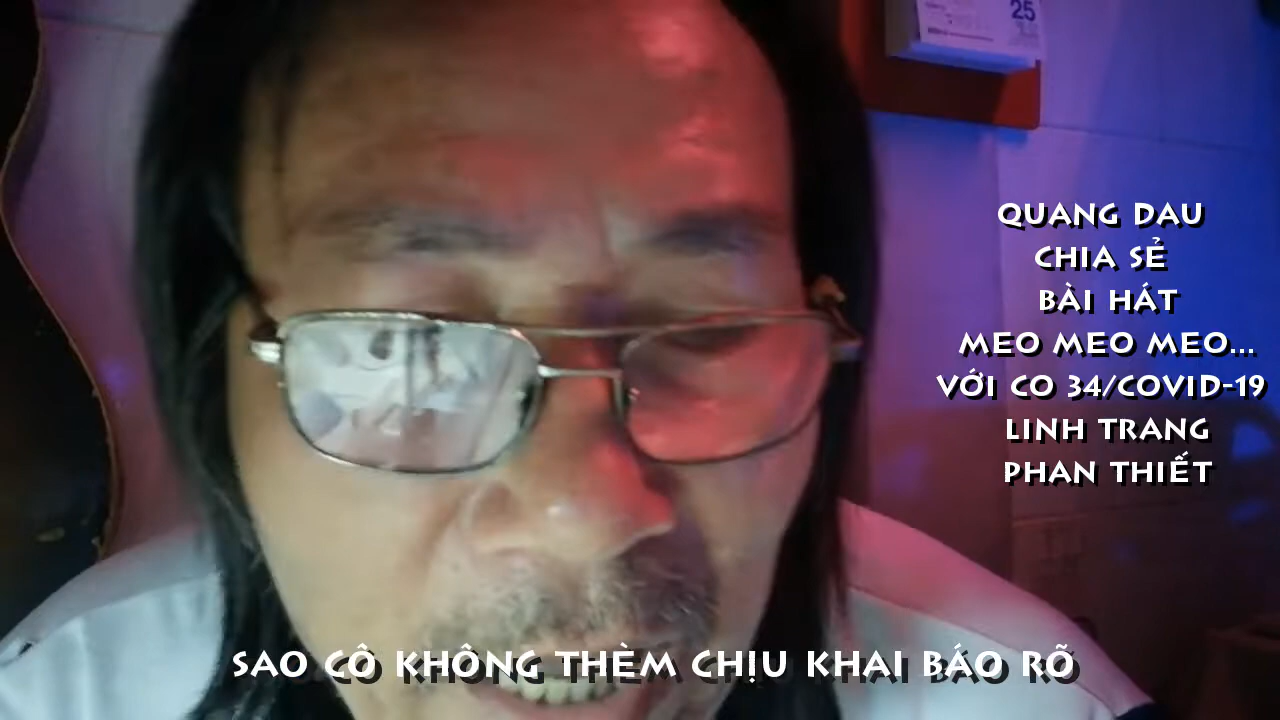 25
QUANG DAU
CHIA SẺ
BÀI HÁT
MEO MEO MEO...
VỚI CO 34/COVID-19
LINH TRANG
PHAN THIẾT
SAO CÔ KHÔNG THÈM CHỊU KHAI BÁO RÕ